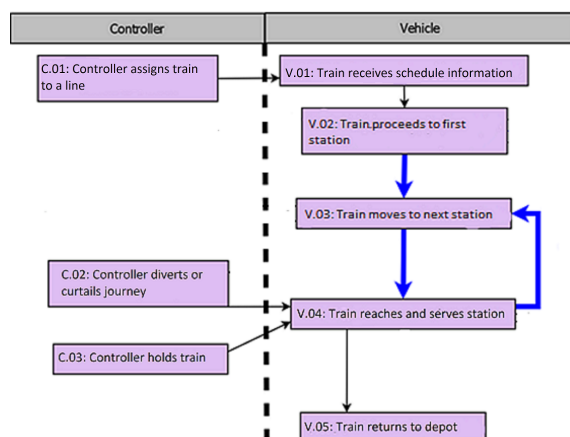 Controller
Vehicle
C.01: Controller assigns train
to a line
V.01: Train receives schedule information
V.02: Train proceeds to first
station
V.03: Train moves to next station
C.02: Controller diverts or
curtails journey
V.04: Train reaches and serves station
C.03: Controller holds train
V.05: Train returns to depot